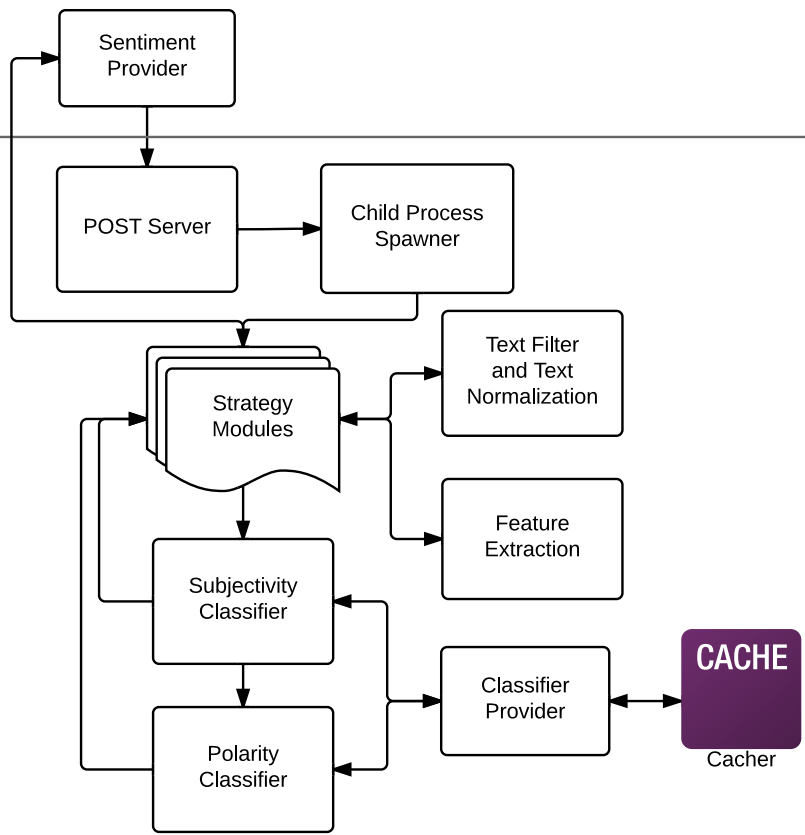 Sentiment
Provider
POST Server
Child Process
Spawner
Text Filter
and Text
Normalization
Strategy
Modules
Feature
Extraction
Subjectivity
Classifier
Classifier
Provider
CACHE
Cacher
Polarity
Classifier